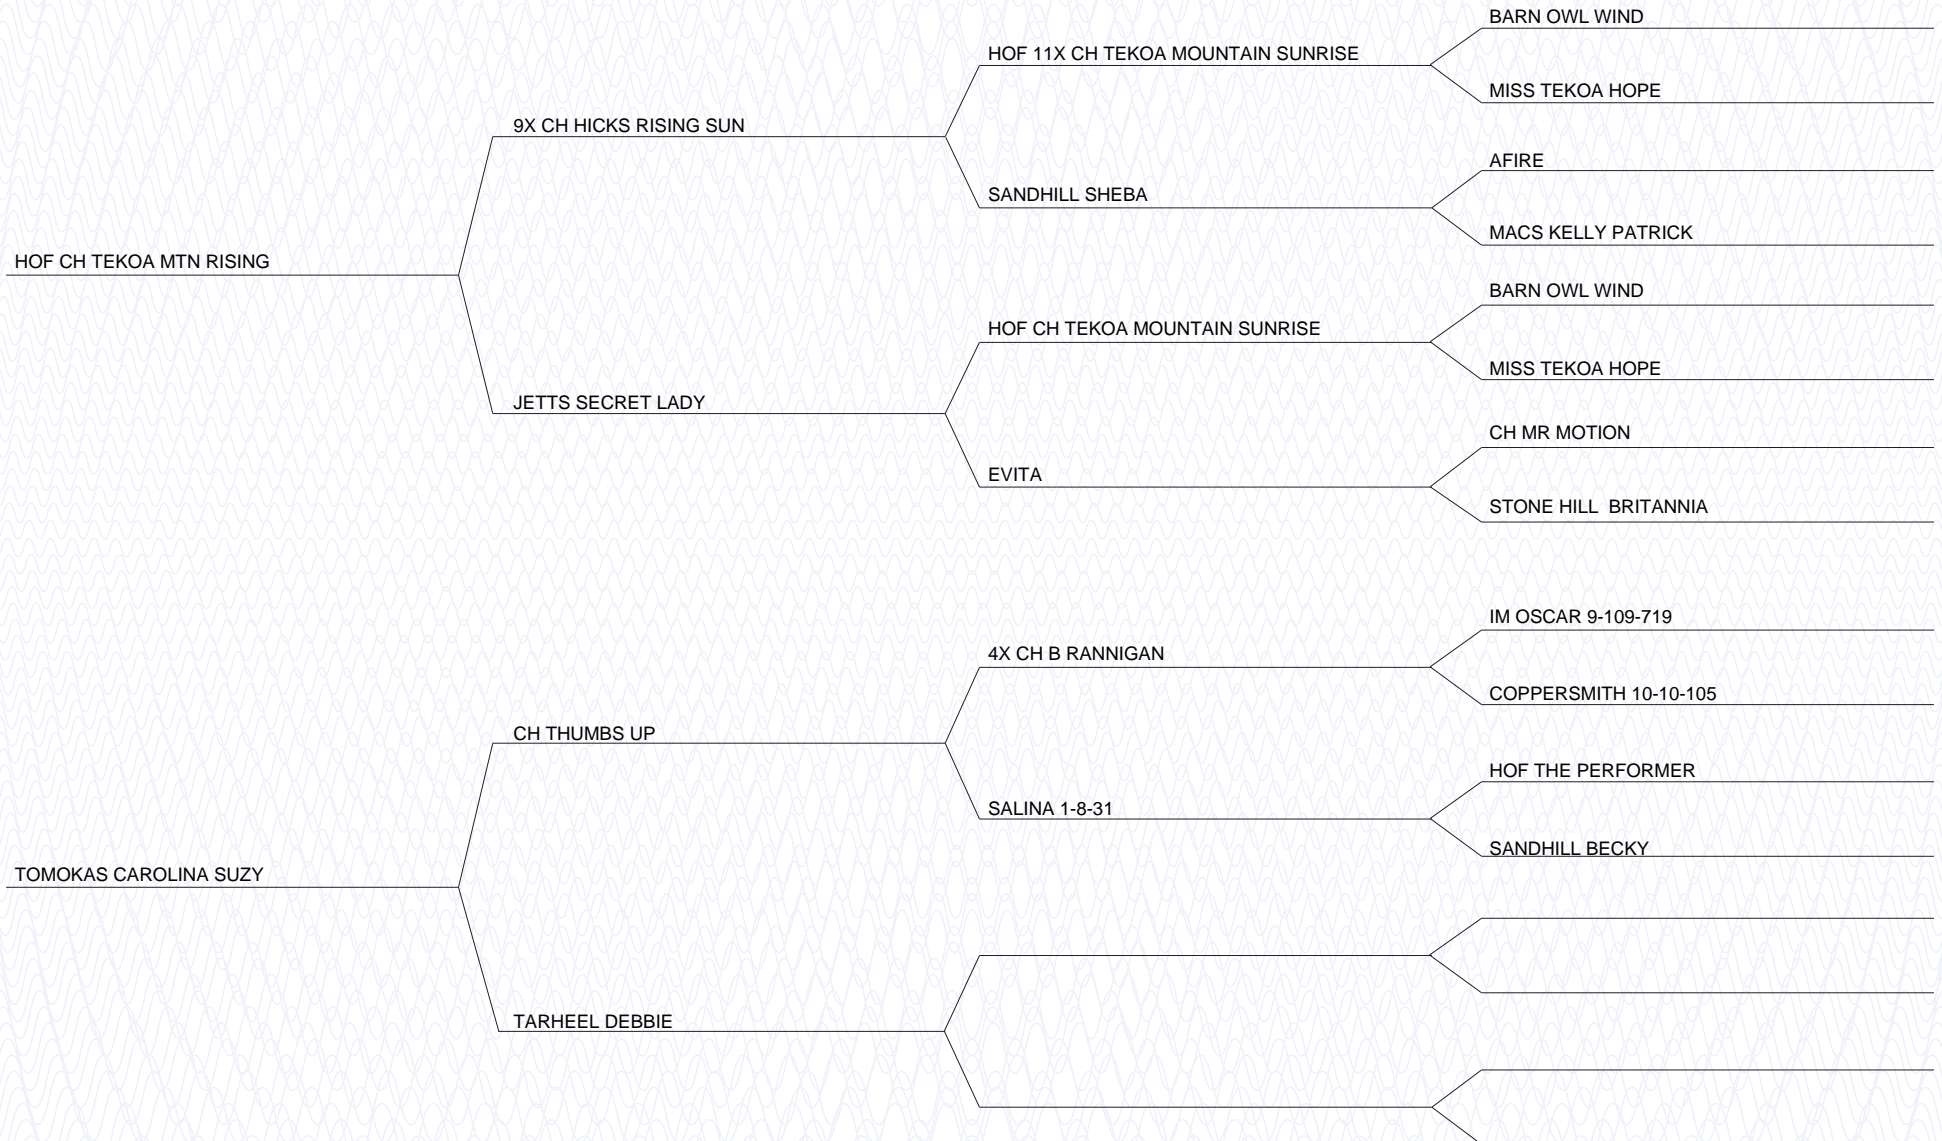 BARN OWL WIND
HOF 11X CH TEKOA MOUNTAIN SUNRISE
MISS TEKOA HOPE
9X CH HICKS RISING SUN
AFIRE
SANDHILL SHEBA
MACS KELLY PATRICK
HOF CH TEKOA MTN RISING
BARN OWL WIND
HOF CH TEKOA MOUNTAIN SUNRISE
MISS TEKOA HOPE
JETTS SECRET LADY
CH MR MOTION
EVITA
STONE HILL  BRITANNIA
IM OSCAR 9-109-719
4X CH B RANNIGAN
COPPERSMITH 10-10-105
CH THUMBS UP
HOF THE PERFORMER
SALINA 1-8-31
SANDHILL BECKY
TOMOKAS CAROLINA SUZY
TARHEEL DEBBIE